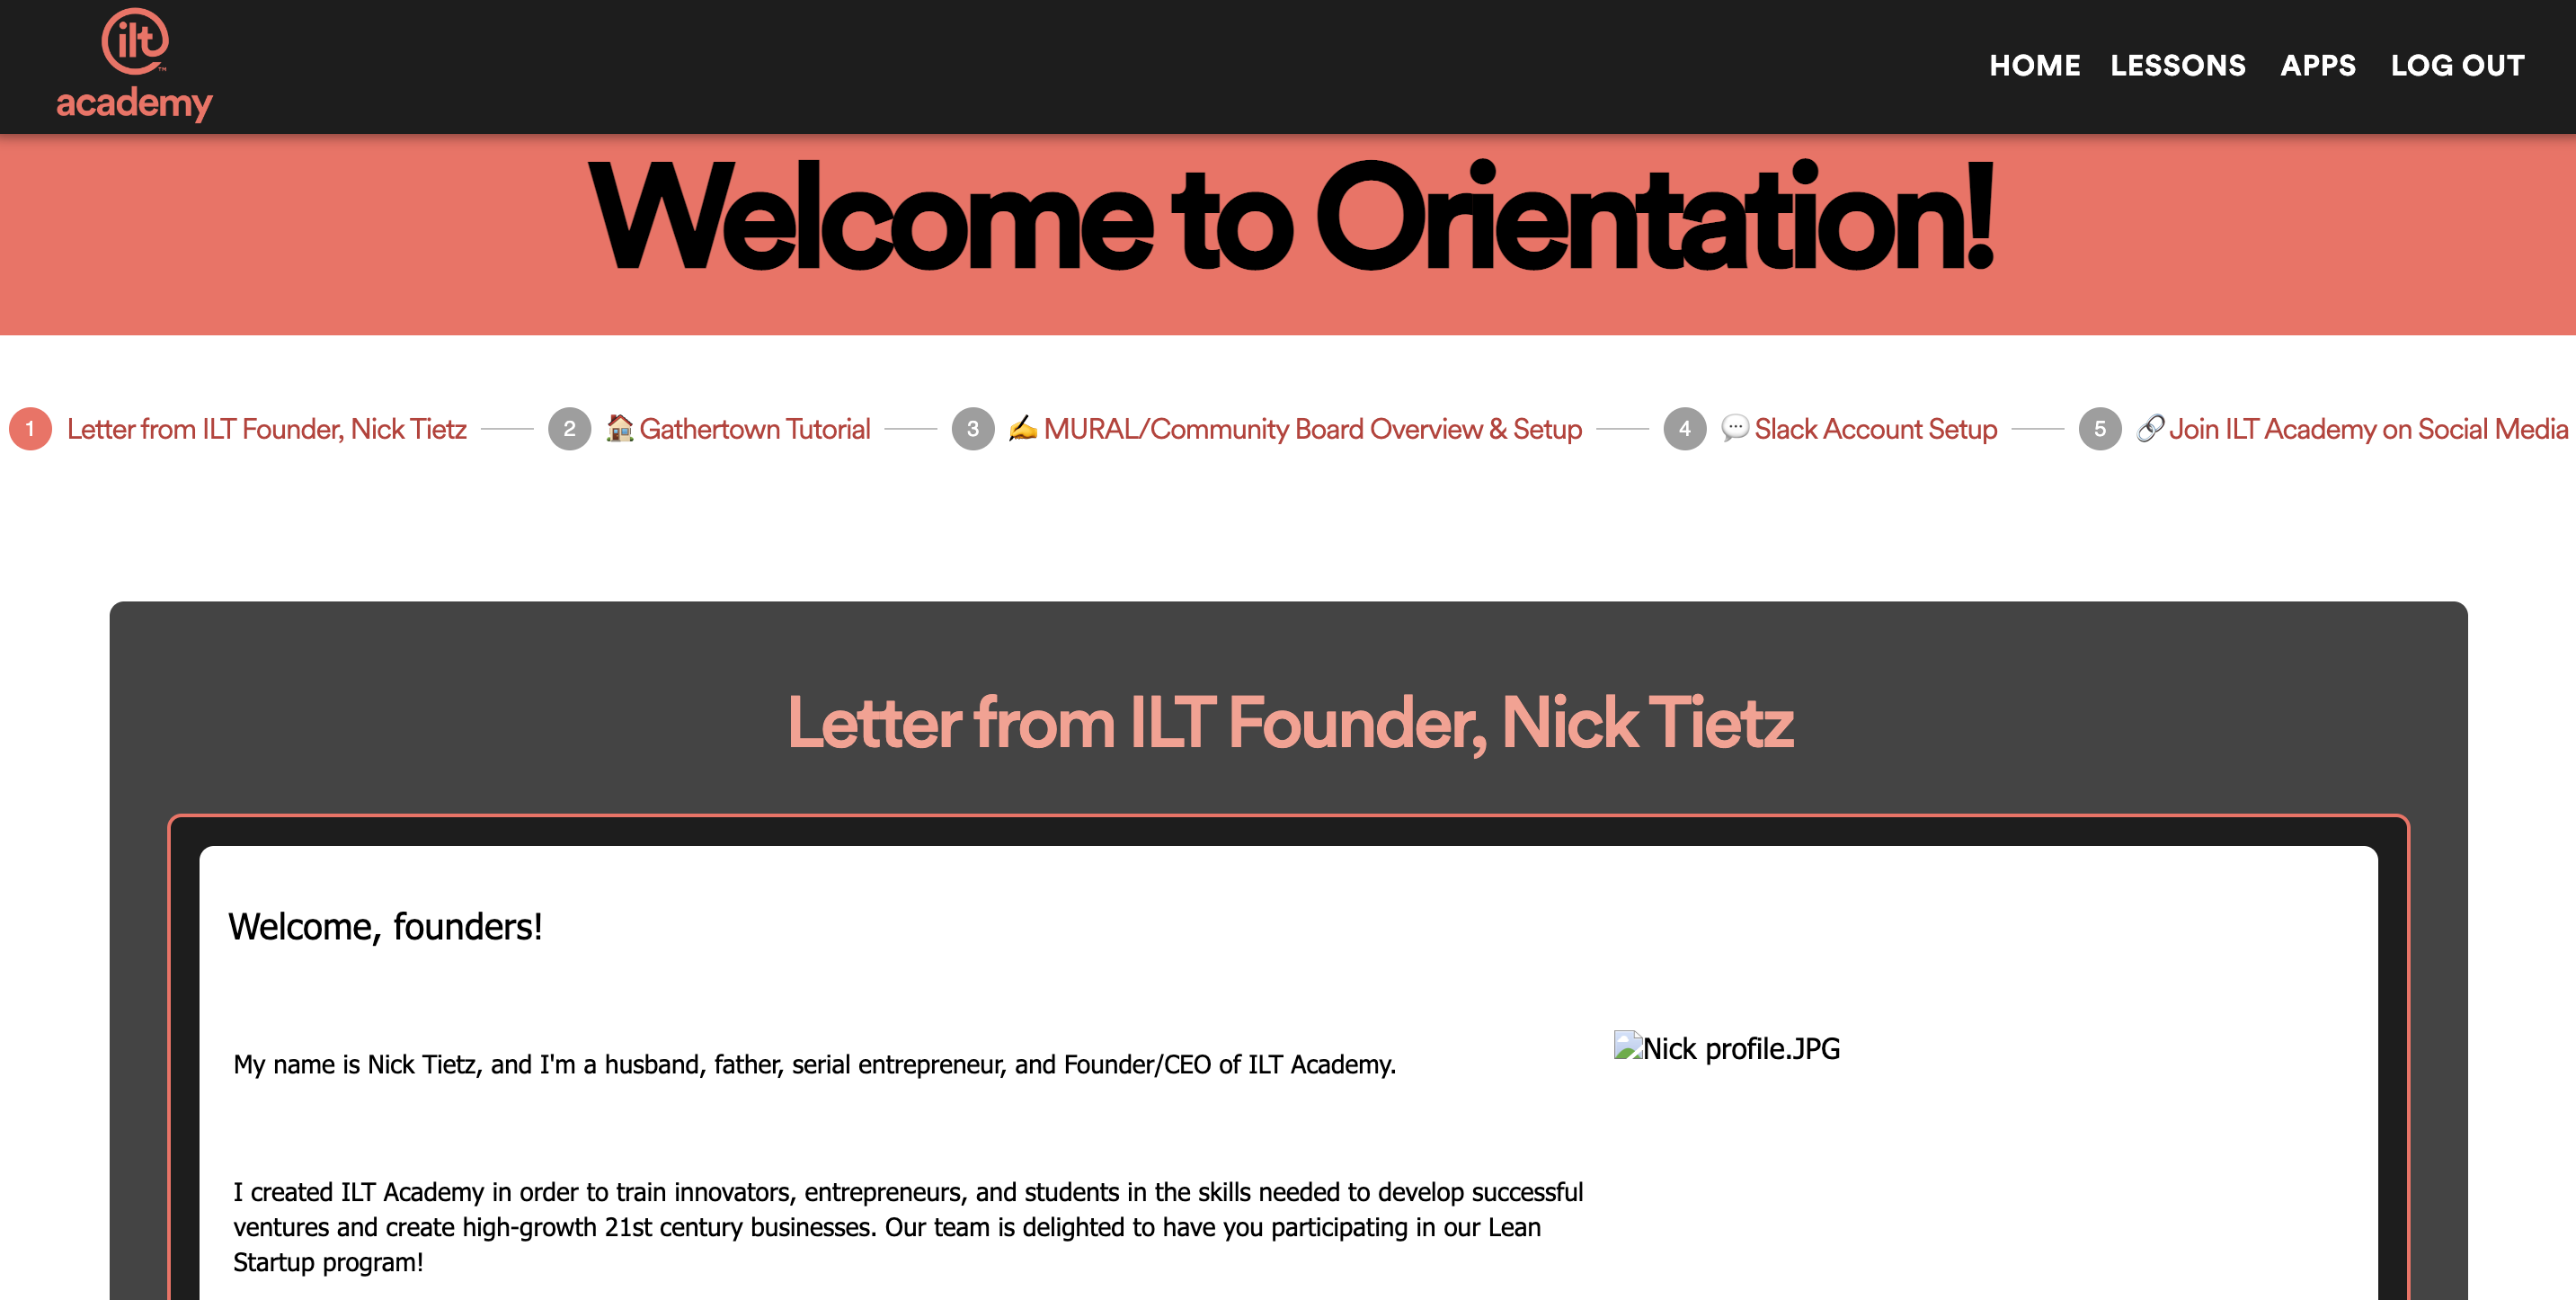 ilt™
academy
HOME LESSONS APPS LOG OUT
Welcome to Orientation!
1 Letter from ILT Founder, Nick Tietz 2 🏠 Gathertown Tutorial 3 ✍️ MURAL/Community Board Overview & Setup 4 💬 Slack Account Setup 5 🔗 Join ILT Academy on Social Media
Letter from ILT Founder, Nick Tietz
Welcome, founders!
Nick profile.JPG
My name is Nick Tietz, and I'm a husband, father, serial entrepreneur, and Founder/CEO of ILT Academy.
I created ILT Academy in order to train innovators, entrepreneurs, and students in the skills needed to develop successful
ventures and create high-growth 21st century businesses. Our team is delighted to have you participating in our Lean
Startup program!